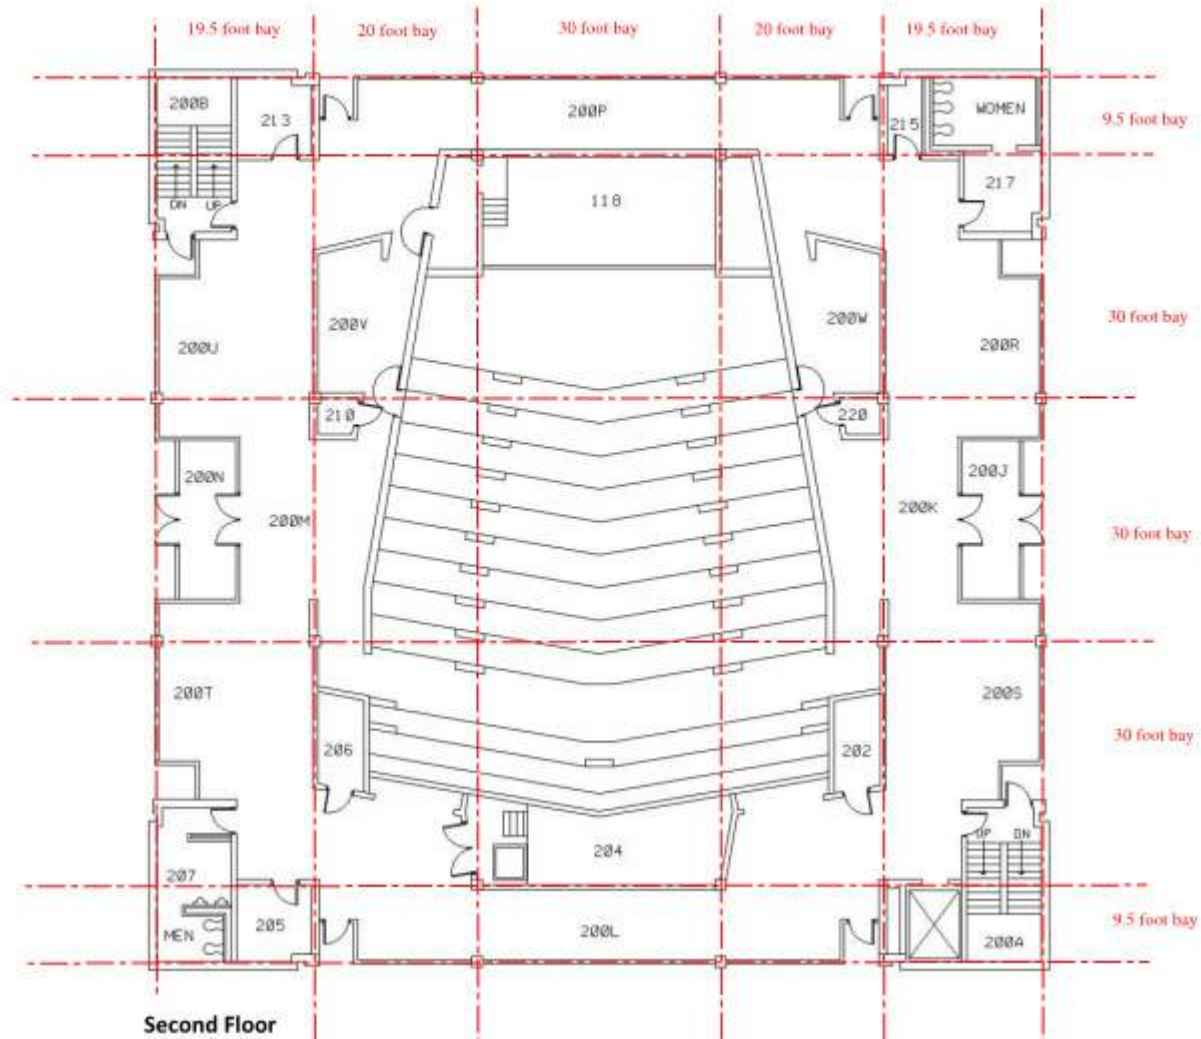 19.5 foot bay 20 foot bay 30 foot bay 20 foot bay 19.5 foot bay
200B
213
200P
215
WOMEN
9.5 foot bay
217
118
DN UP
200V
200W
200U
200R
30 foot bay
210
220
200N
200J
200M
200K
30 foot bay
200T
200S
206
202
30 foot bay
UP DN
204
207
205
MEN
200L
200A
9.5 foot bay
Second Floor